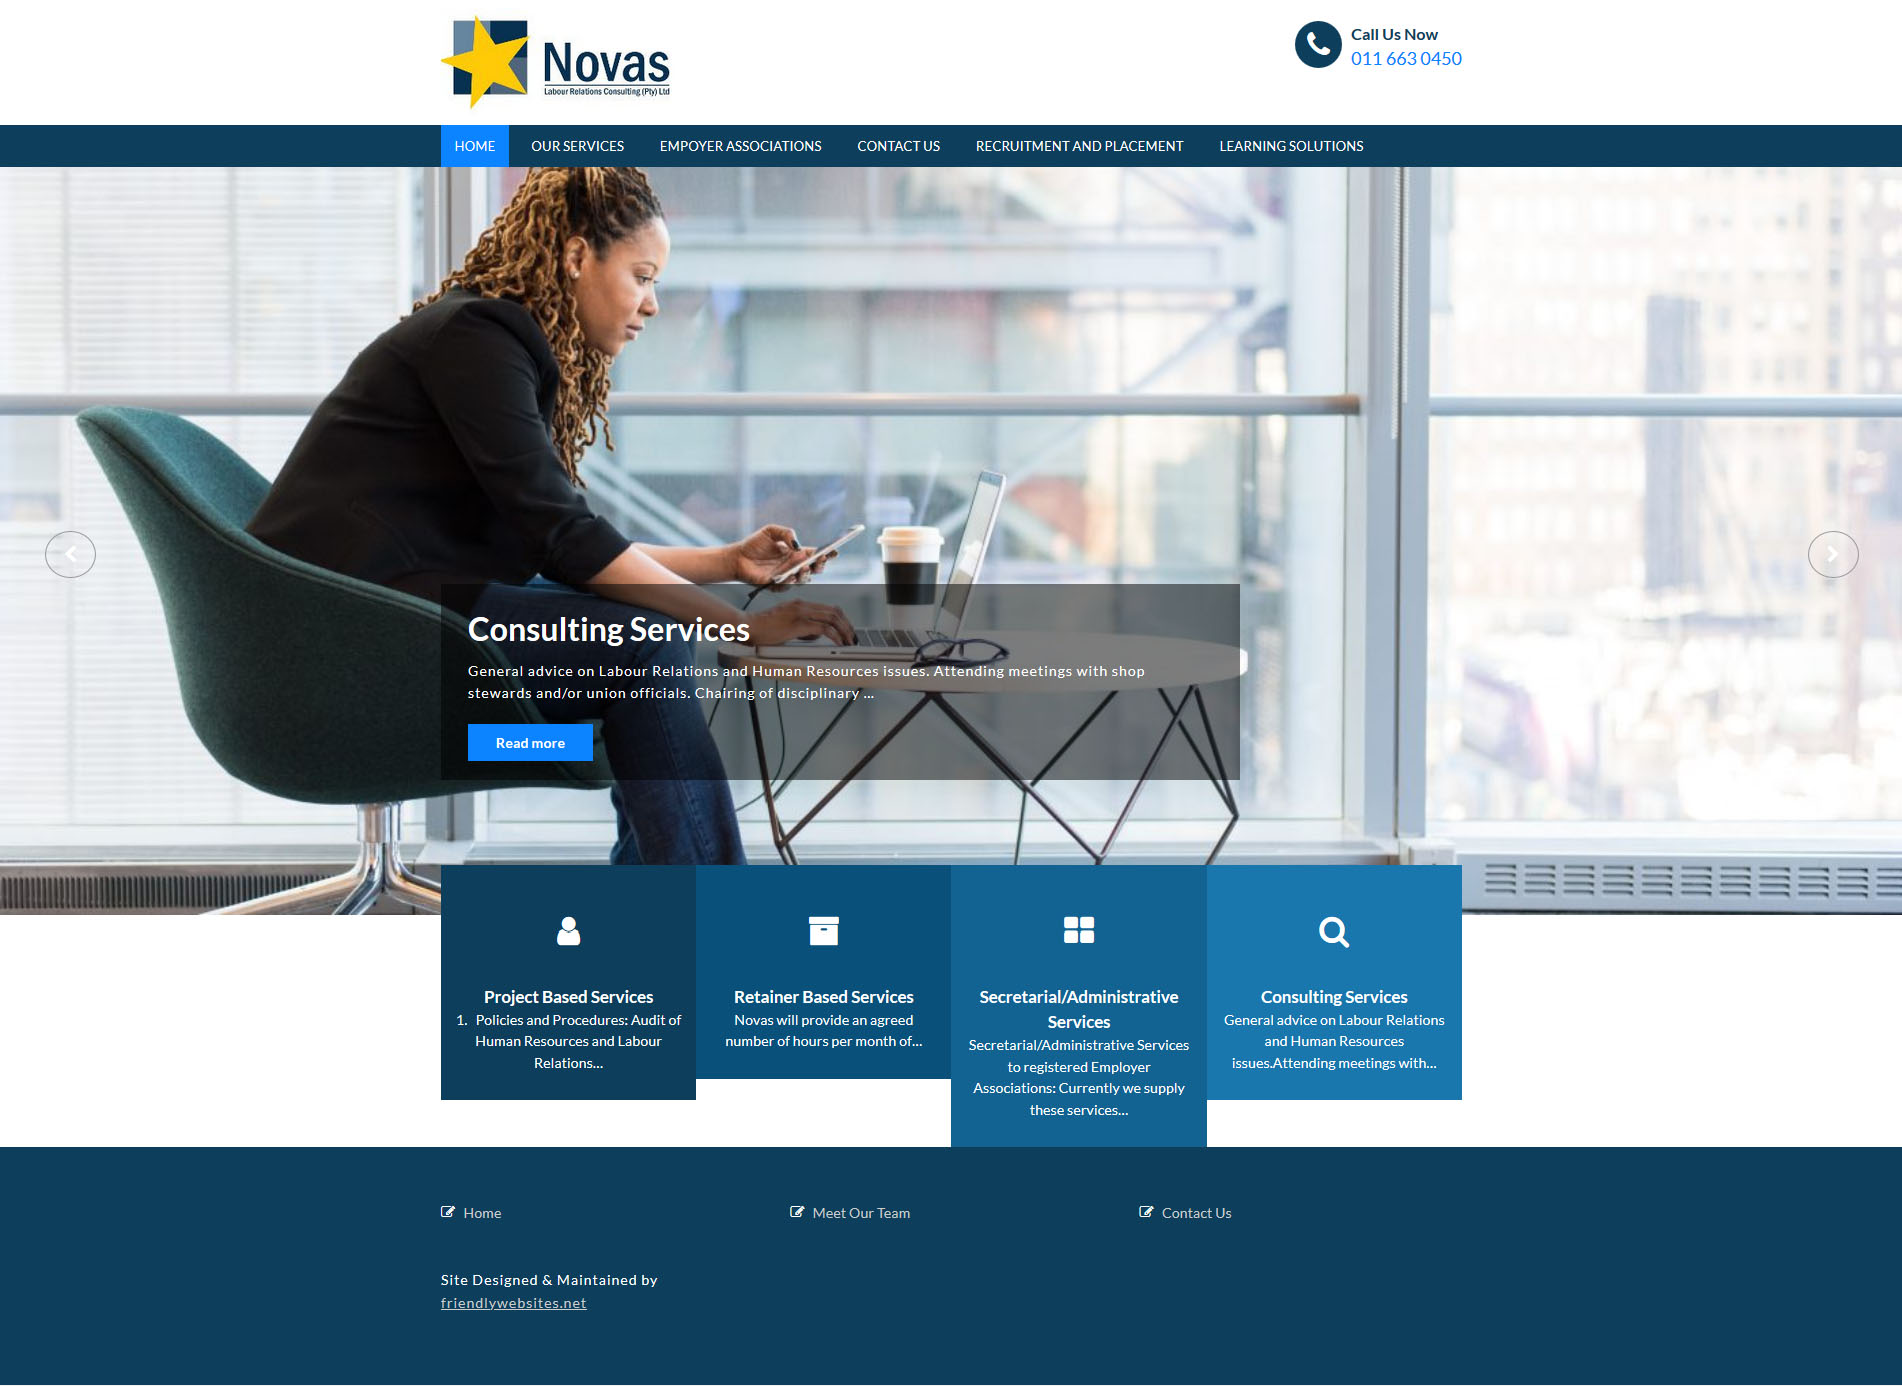 Novas
Labour Relations Consulting (Pty) Ltd
Call Us Now
011 663 0450
HOME
OUR SERVICES
EMPOYER ASSOCIATIONS
CONTACT US
RECRUITMENT AND PLACEMENT
LEARNING SOLUTIONS
Consulting Services
General advice on Labour Relations and Human Resources issues. Attending meetings with shop
stewards and/or union officials. Chairing of disciplinary ...
Read more
Project Based Services
1. Policies and Procedures: Audit of
Human Resources and Labour
Relations...
Retainer Based Services
Novas will provide an agreed
number of hours per month of...
Secretarial/Administrative
Services
Secretarial/Administrative Services
to registered Employer
Associations: Currently we supply
these services...
Consulting Services
General advice on Labour Relations
and Human Resources
issues.Attending meetings with...
Home
Meet Our Team
Contact Us
Site Designed & Maintained by
friendlywebsites.net